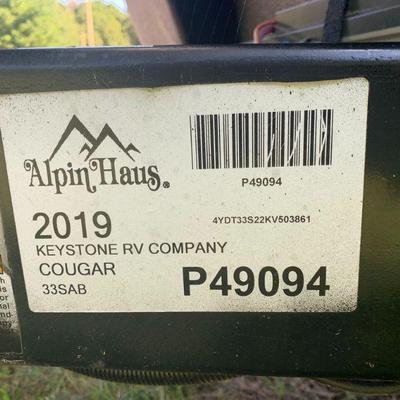 Alpin Haus®
P49094
2019
4YDT33S22KV503861
KEYSTONE RV COMPANY
COUGAR
33SAB
P49094